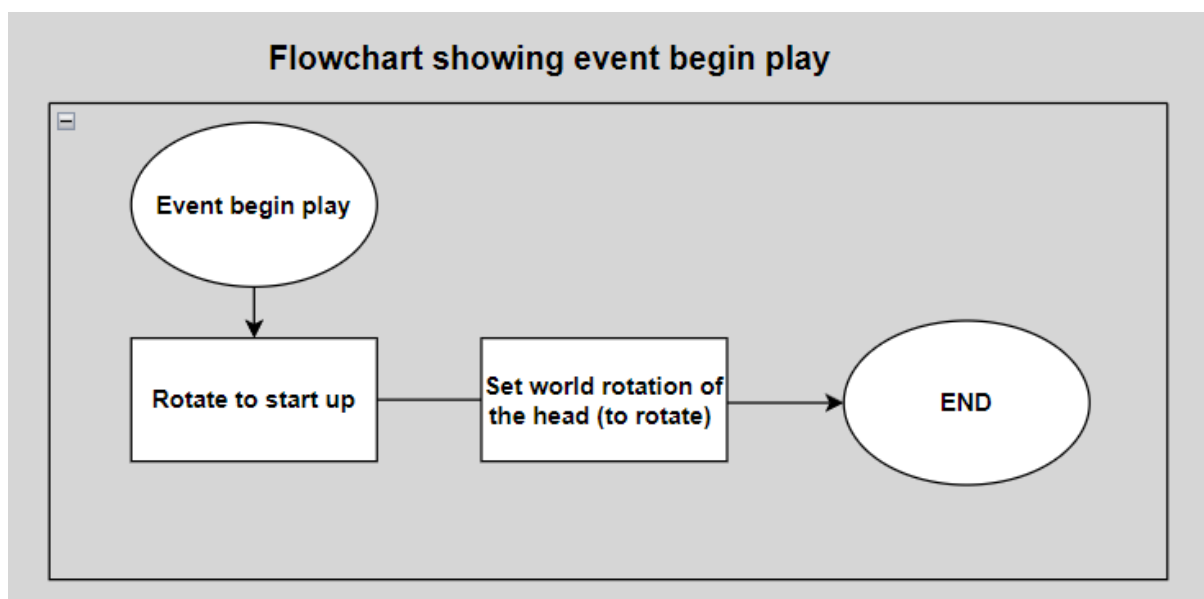 Flowchart showing event begin play
Event begin play
Rotate to start up
Set world rotation of
the head (to rotate)
END